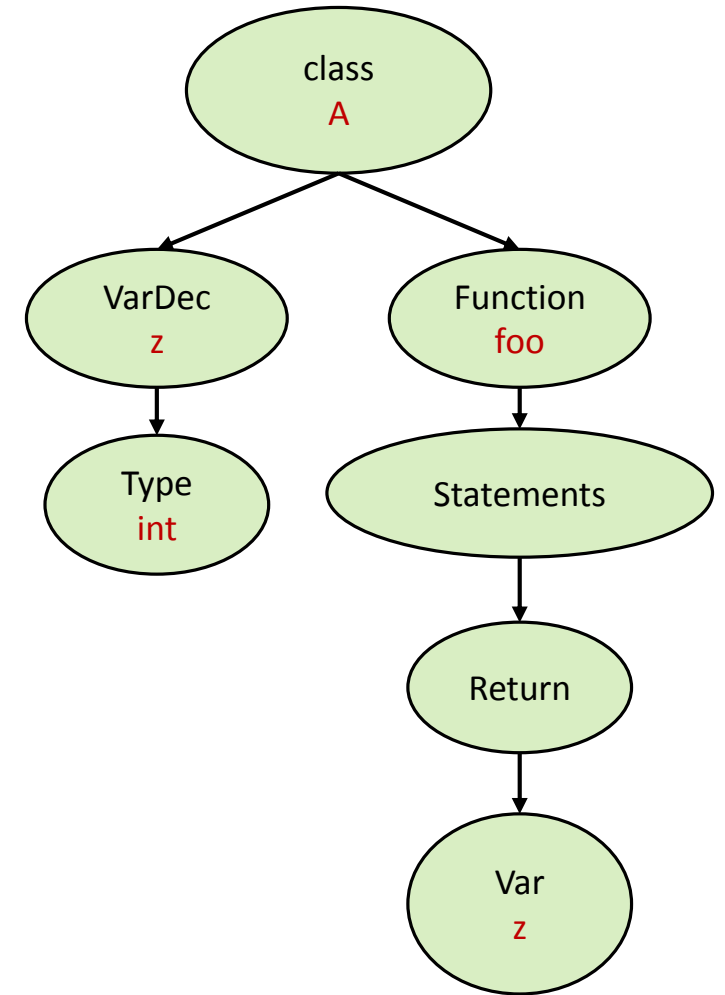 class
A
VarDec
z
Function
foo
Type
int
Statements
Return
Var
z